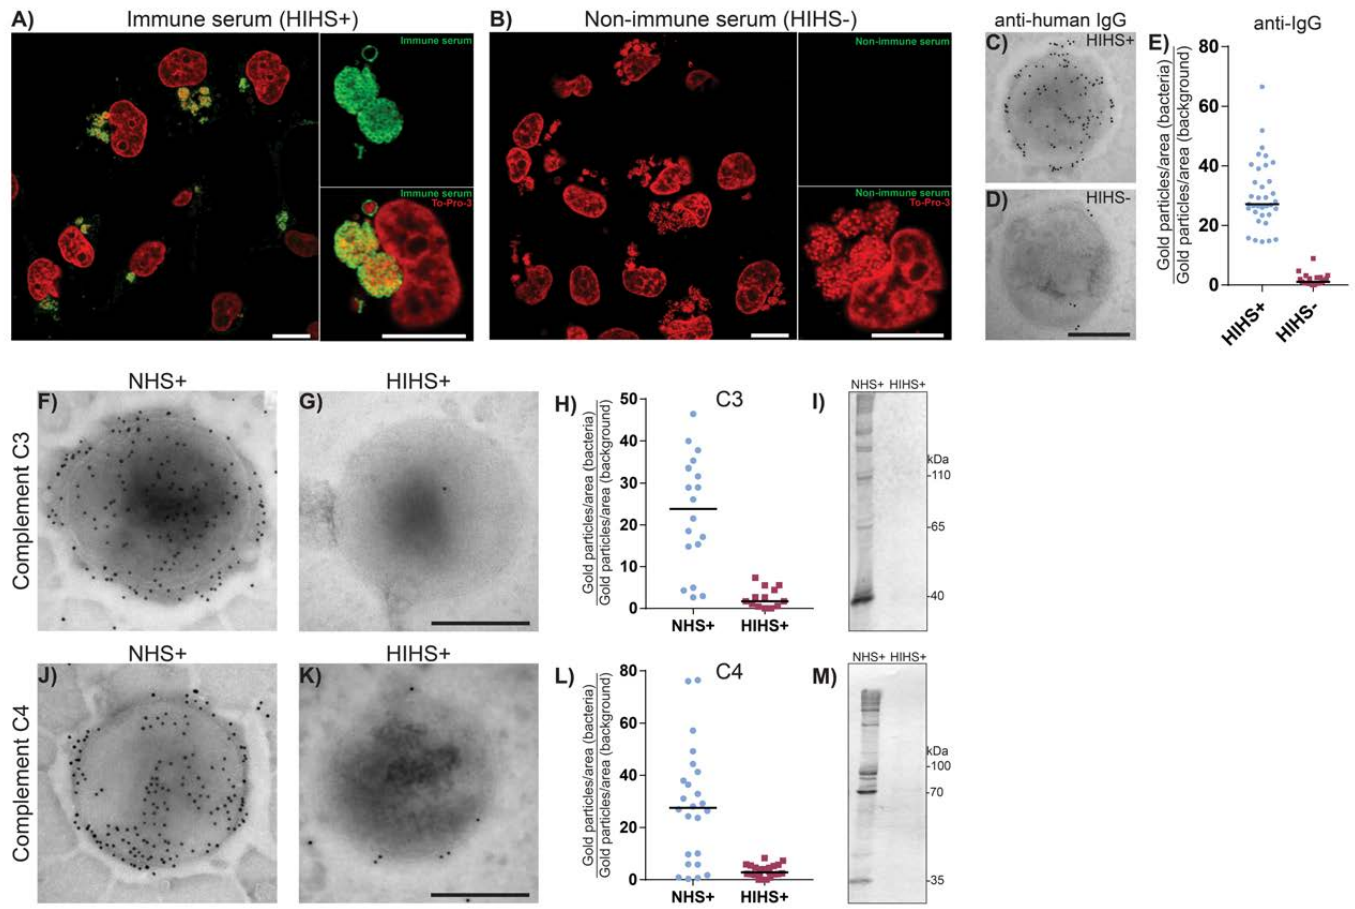 A) Immune serum (HIHS+)
Immune serum
Immune serum
To-Pro-3
B) Non-immune serum (HIHS-)
Non-immune serum
Non-immune serum
To-Pro-3
anti-human IgG
C) HIHS+
D) HIHS-
E) anti-IgG
Gold particles/area (bacteria)
Gold particles/area (background)
80
60
40
20
0
HIHS+ HIHS-
Complement C3
NHS+
F)
HIHS+
G)
H) C3
Gold particles/area (bacteria)
Gold particles/area (background)
50
40
30
20
10
0
NHS+ HIHS+
I)
NHS+ HIHS+
kDa
-110
-65
-40
Complement C4
NHS+
J)
HIHS+
K)
L) C4
Gold particles/area (bacteria)
Gold particles/area (background)
80
60
40
20
0
NHS+ HIHS+
M)
NHS+ HIHS+
kDa
-100
-70
-35